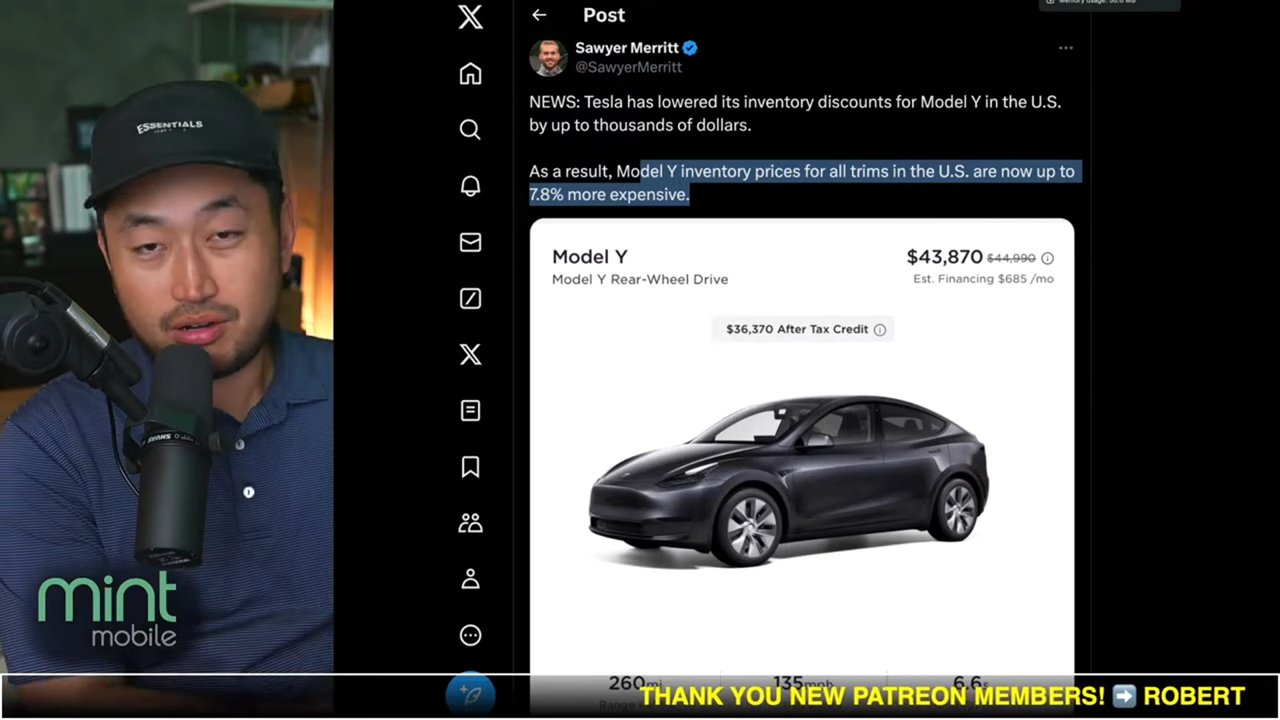 Post
Sawyer Merritt
@SawyerMerritt
NEWS: Tesla has lowered its inventory discounts for Model Y in the U.S.
by up to thousands of dollars.
As a result, Model Y inventory prices for all trims in the U.S. are now up to
7.8% more expensive.
Model Y
$43,870 $44,990
Model Y Rear-Wheel Drive
Est. Financing $685 /mo
$36,370 After Tax Credit
260mi
135mph
6.6s
ESSENTIALS
SHURE
mint
mobile
THANK YOU NEW PATREON MEMBERS! ➡ ROBERT